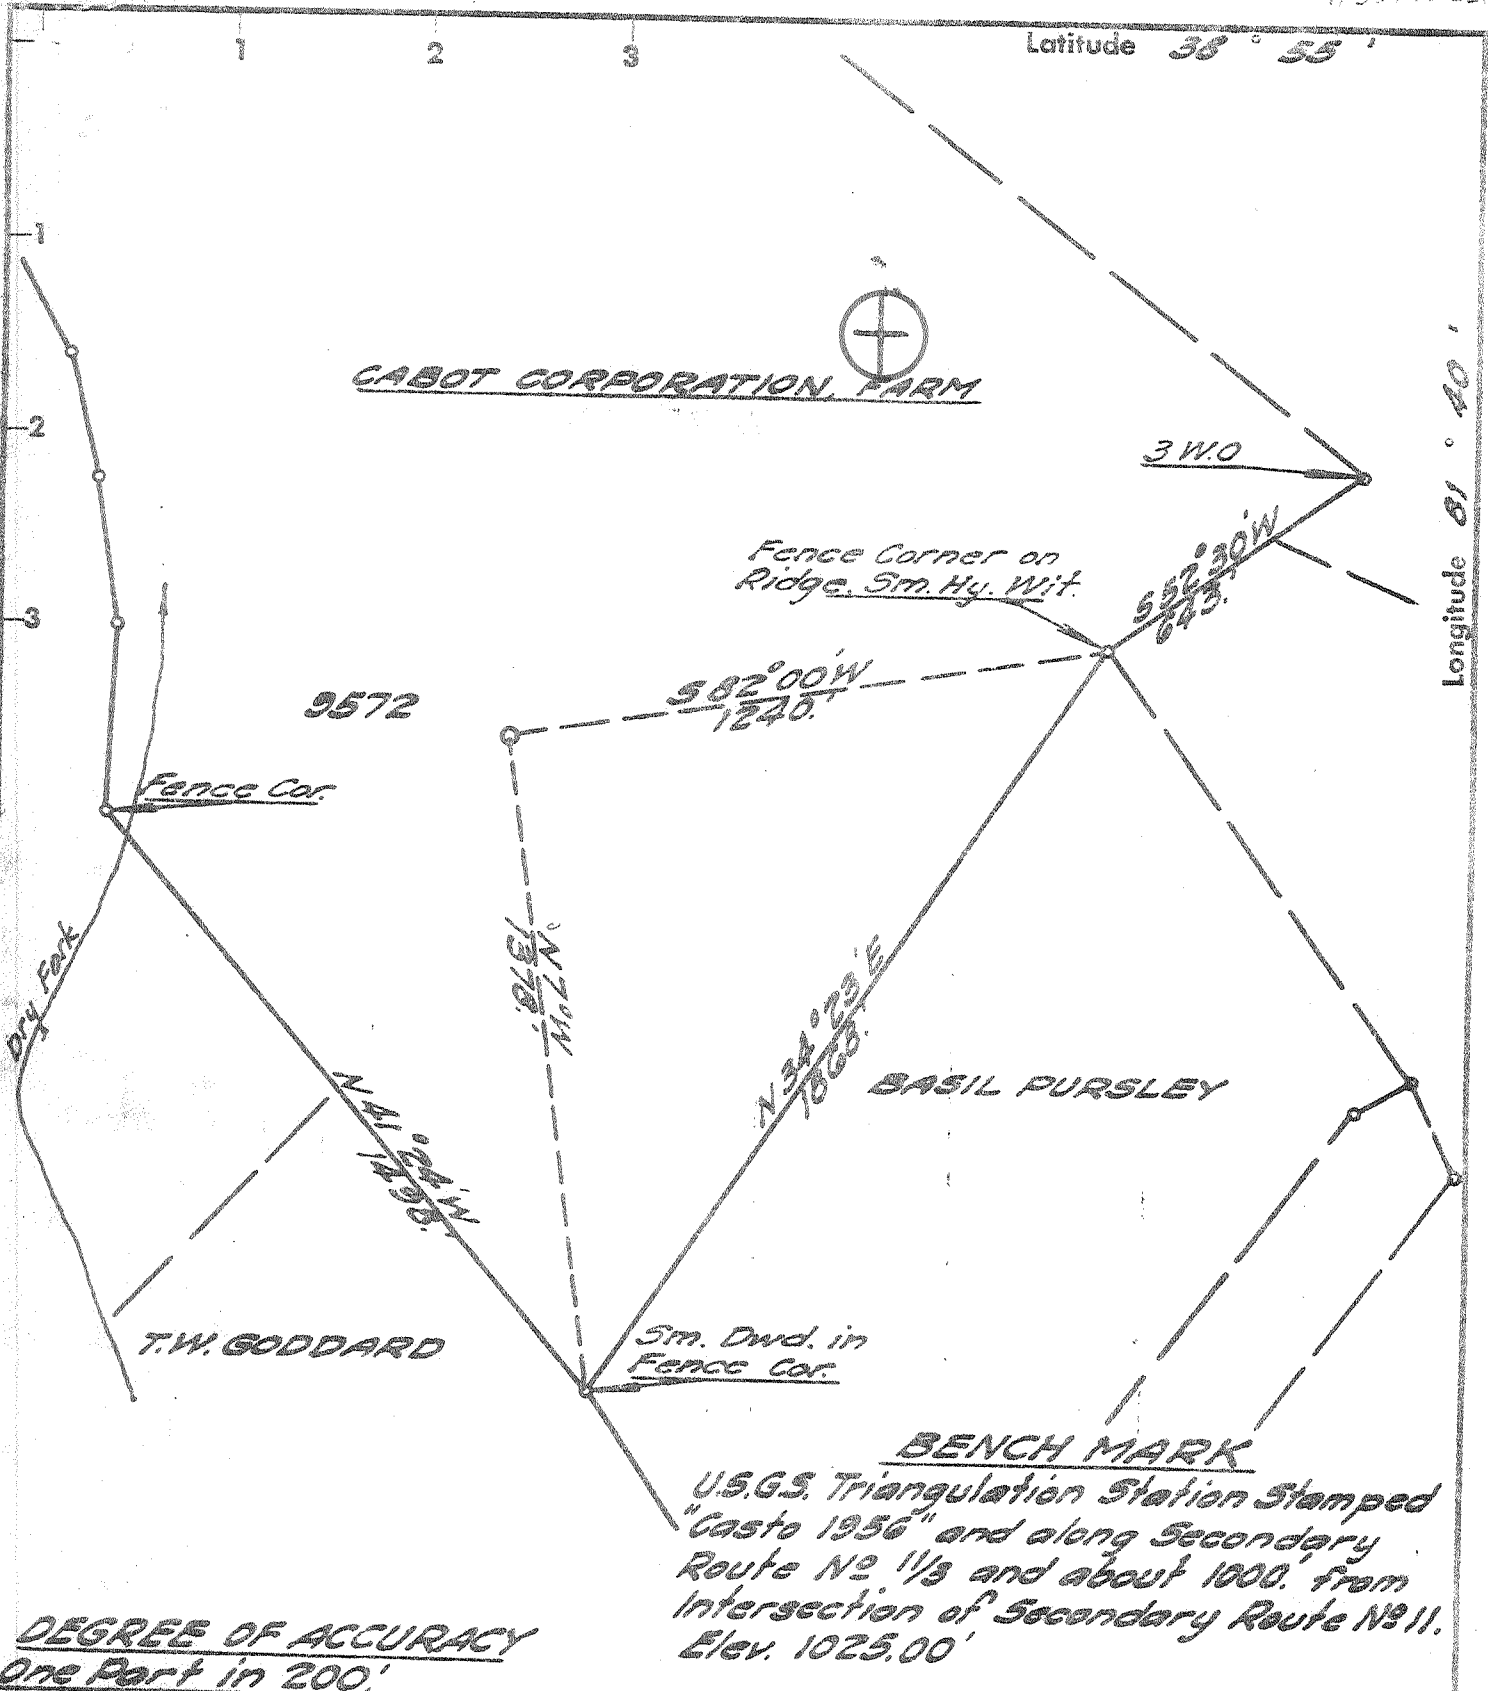 1 2 3
Latitude 38° 55'
1
2
3
Longitude 81° 40'
CABOT CORPORATION, FARM
3 W.O
Fence Corner on
Ridge. Sm. Hy. Wit.
S 52° 30' W
643.'
S 82° 00' W
1240.'
9572
Fence Cor.
Dry Fork
N 7° W
1378.'
N 34° 23' E
1863.'
BASIL PURSLEY
N 41° 24' W
T.W. GODDARD
Sm. Dwd. in
Fence Cor.
BENCH MARK
U.S.G.S. Triangulation Station Stamped
"Casto 1956" and along Secondary
Route Nº 11/3 and about 1000.' from
Intersection of Secondary Route Nº 11.
Elev. 1025.00'
DEGREE OF ACCURACY
One Part in 200.'